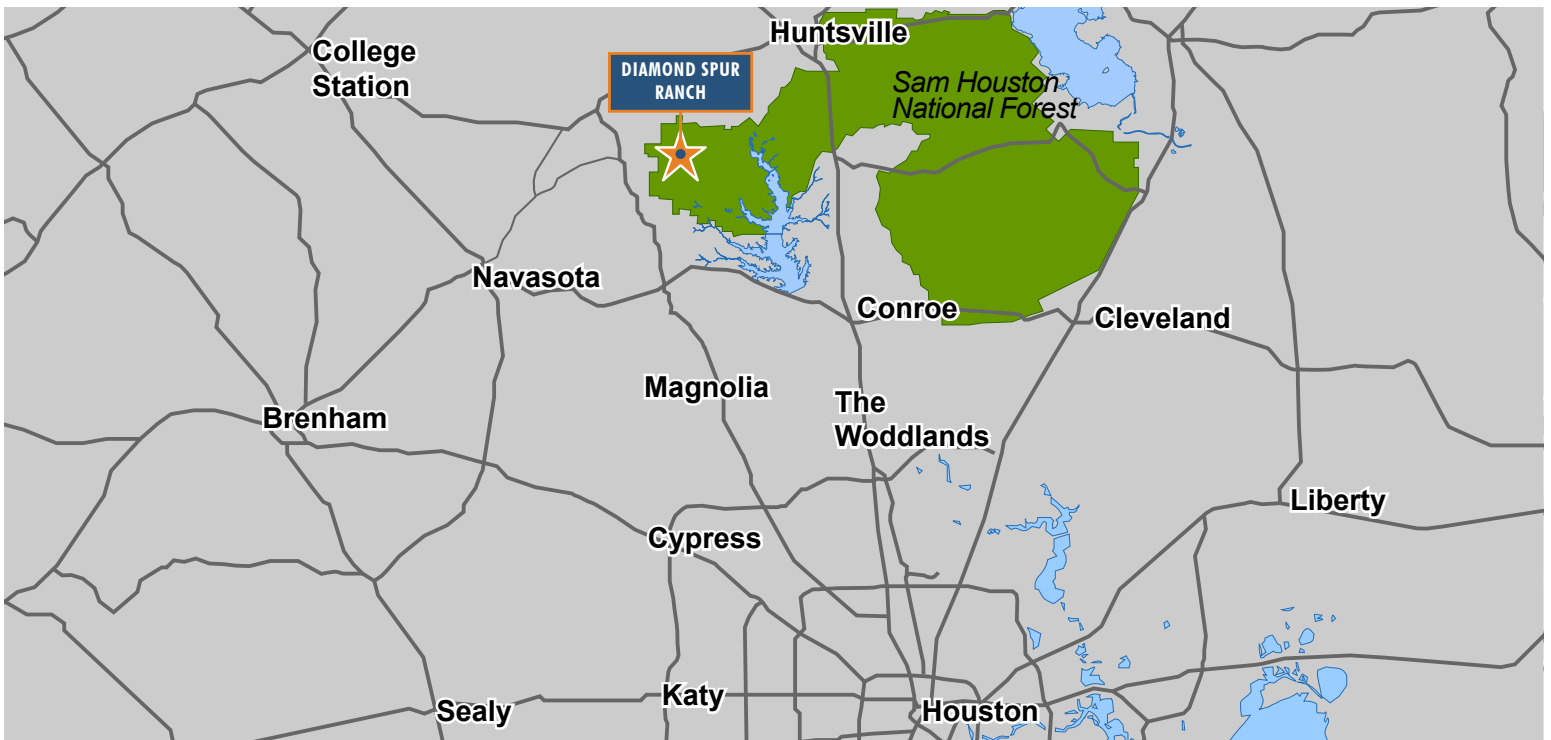 Huntsville
College
Station
DIAMOND SPUR
RANCH
Sam Houston
National Forest
Navasota
Conroe
Cleveland
Magnolia
The
Woddlands
Brenham
Liberty
Cypress
Katy
Sealy
Houston